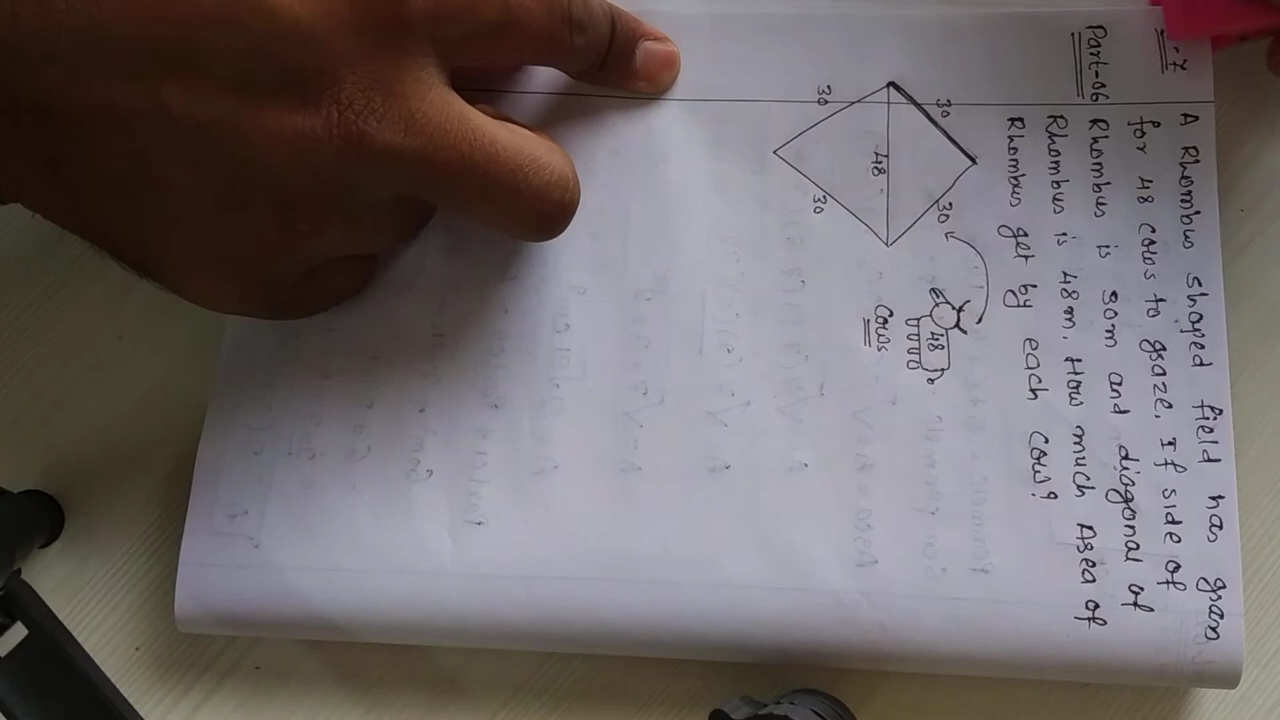 -7 A Rhombus shaped field has grass
for 48 cows to graze. If side of
Part-06 Rhombus is 30m and diagonal of
Rhombus is 48m. How much Area of
Rhombus get by each cow?
30
30
48
48
30
30
Cows